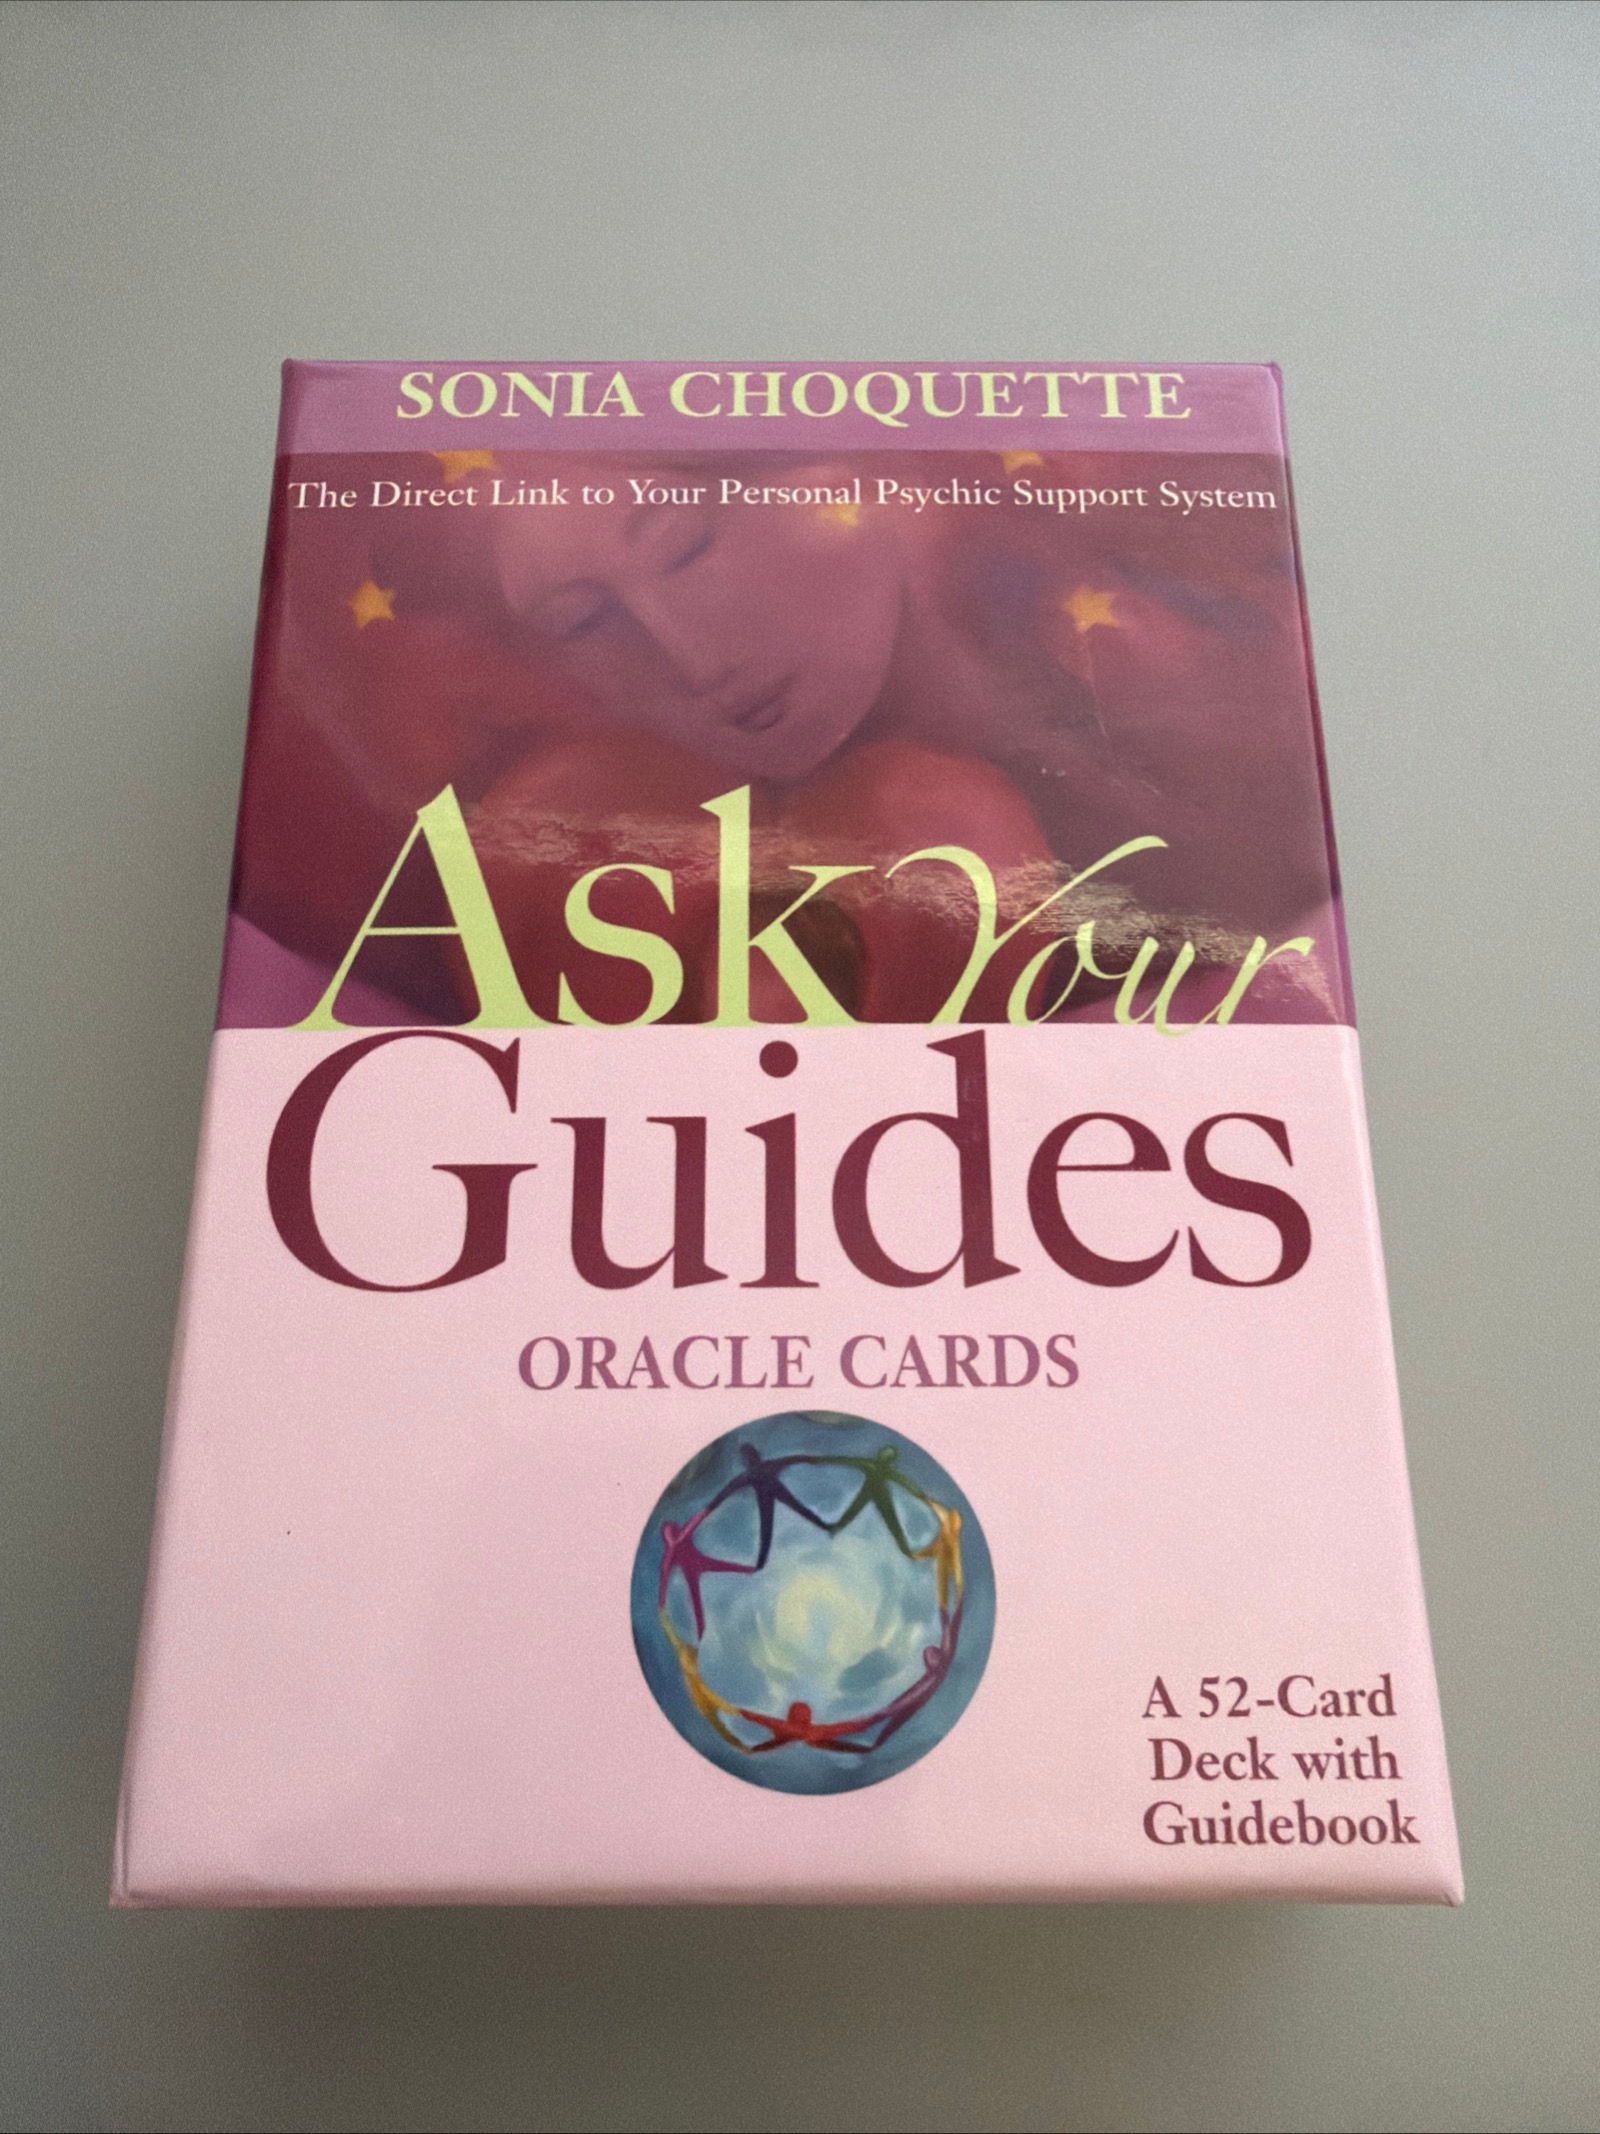 SONIA CHOQUETTE
The Direct Link to Your Personal Psychic Support System
Ask Your
Guides
ORACLE CARDS
A 52-Card
Deck with
Guidebook